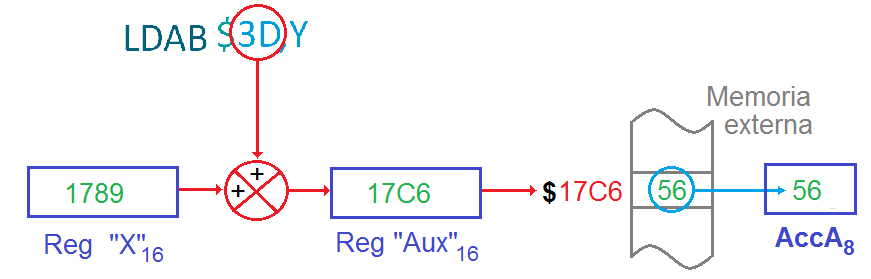 LDAB $3D,Y
Memoria
externa
1789
+
+
17C6
$17C6
56
56
Reg "X"16
Reg "Aux"16
AccA8